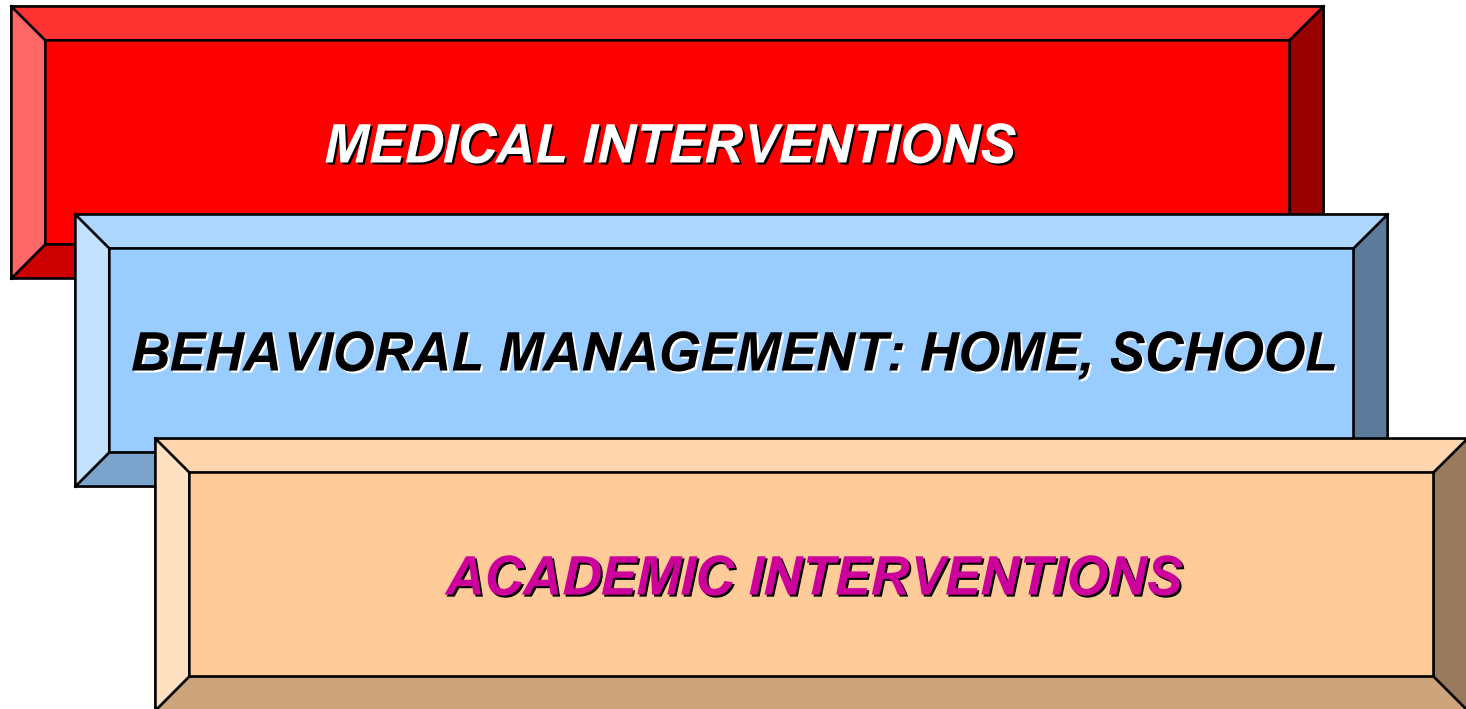 MEDICAL INTERVENTIONS
BEHAVIORAL MANAGEMENT: HOME, SCHOOL
ACADEMIC INTERVENTIONS